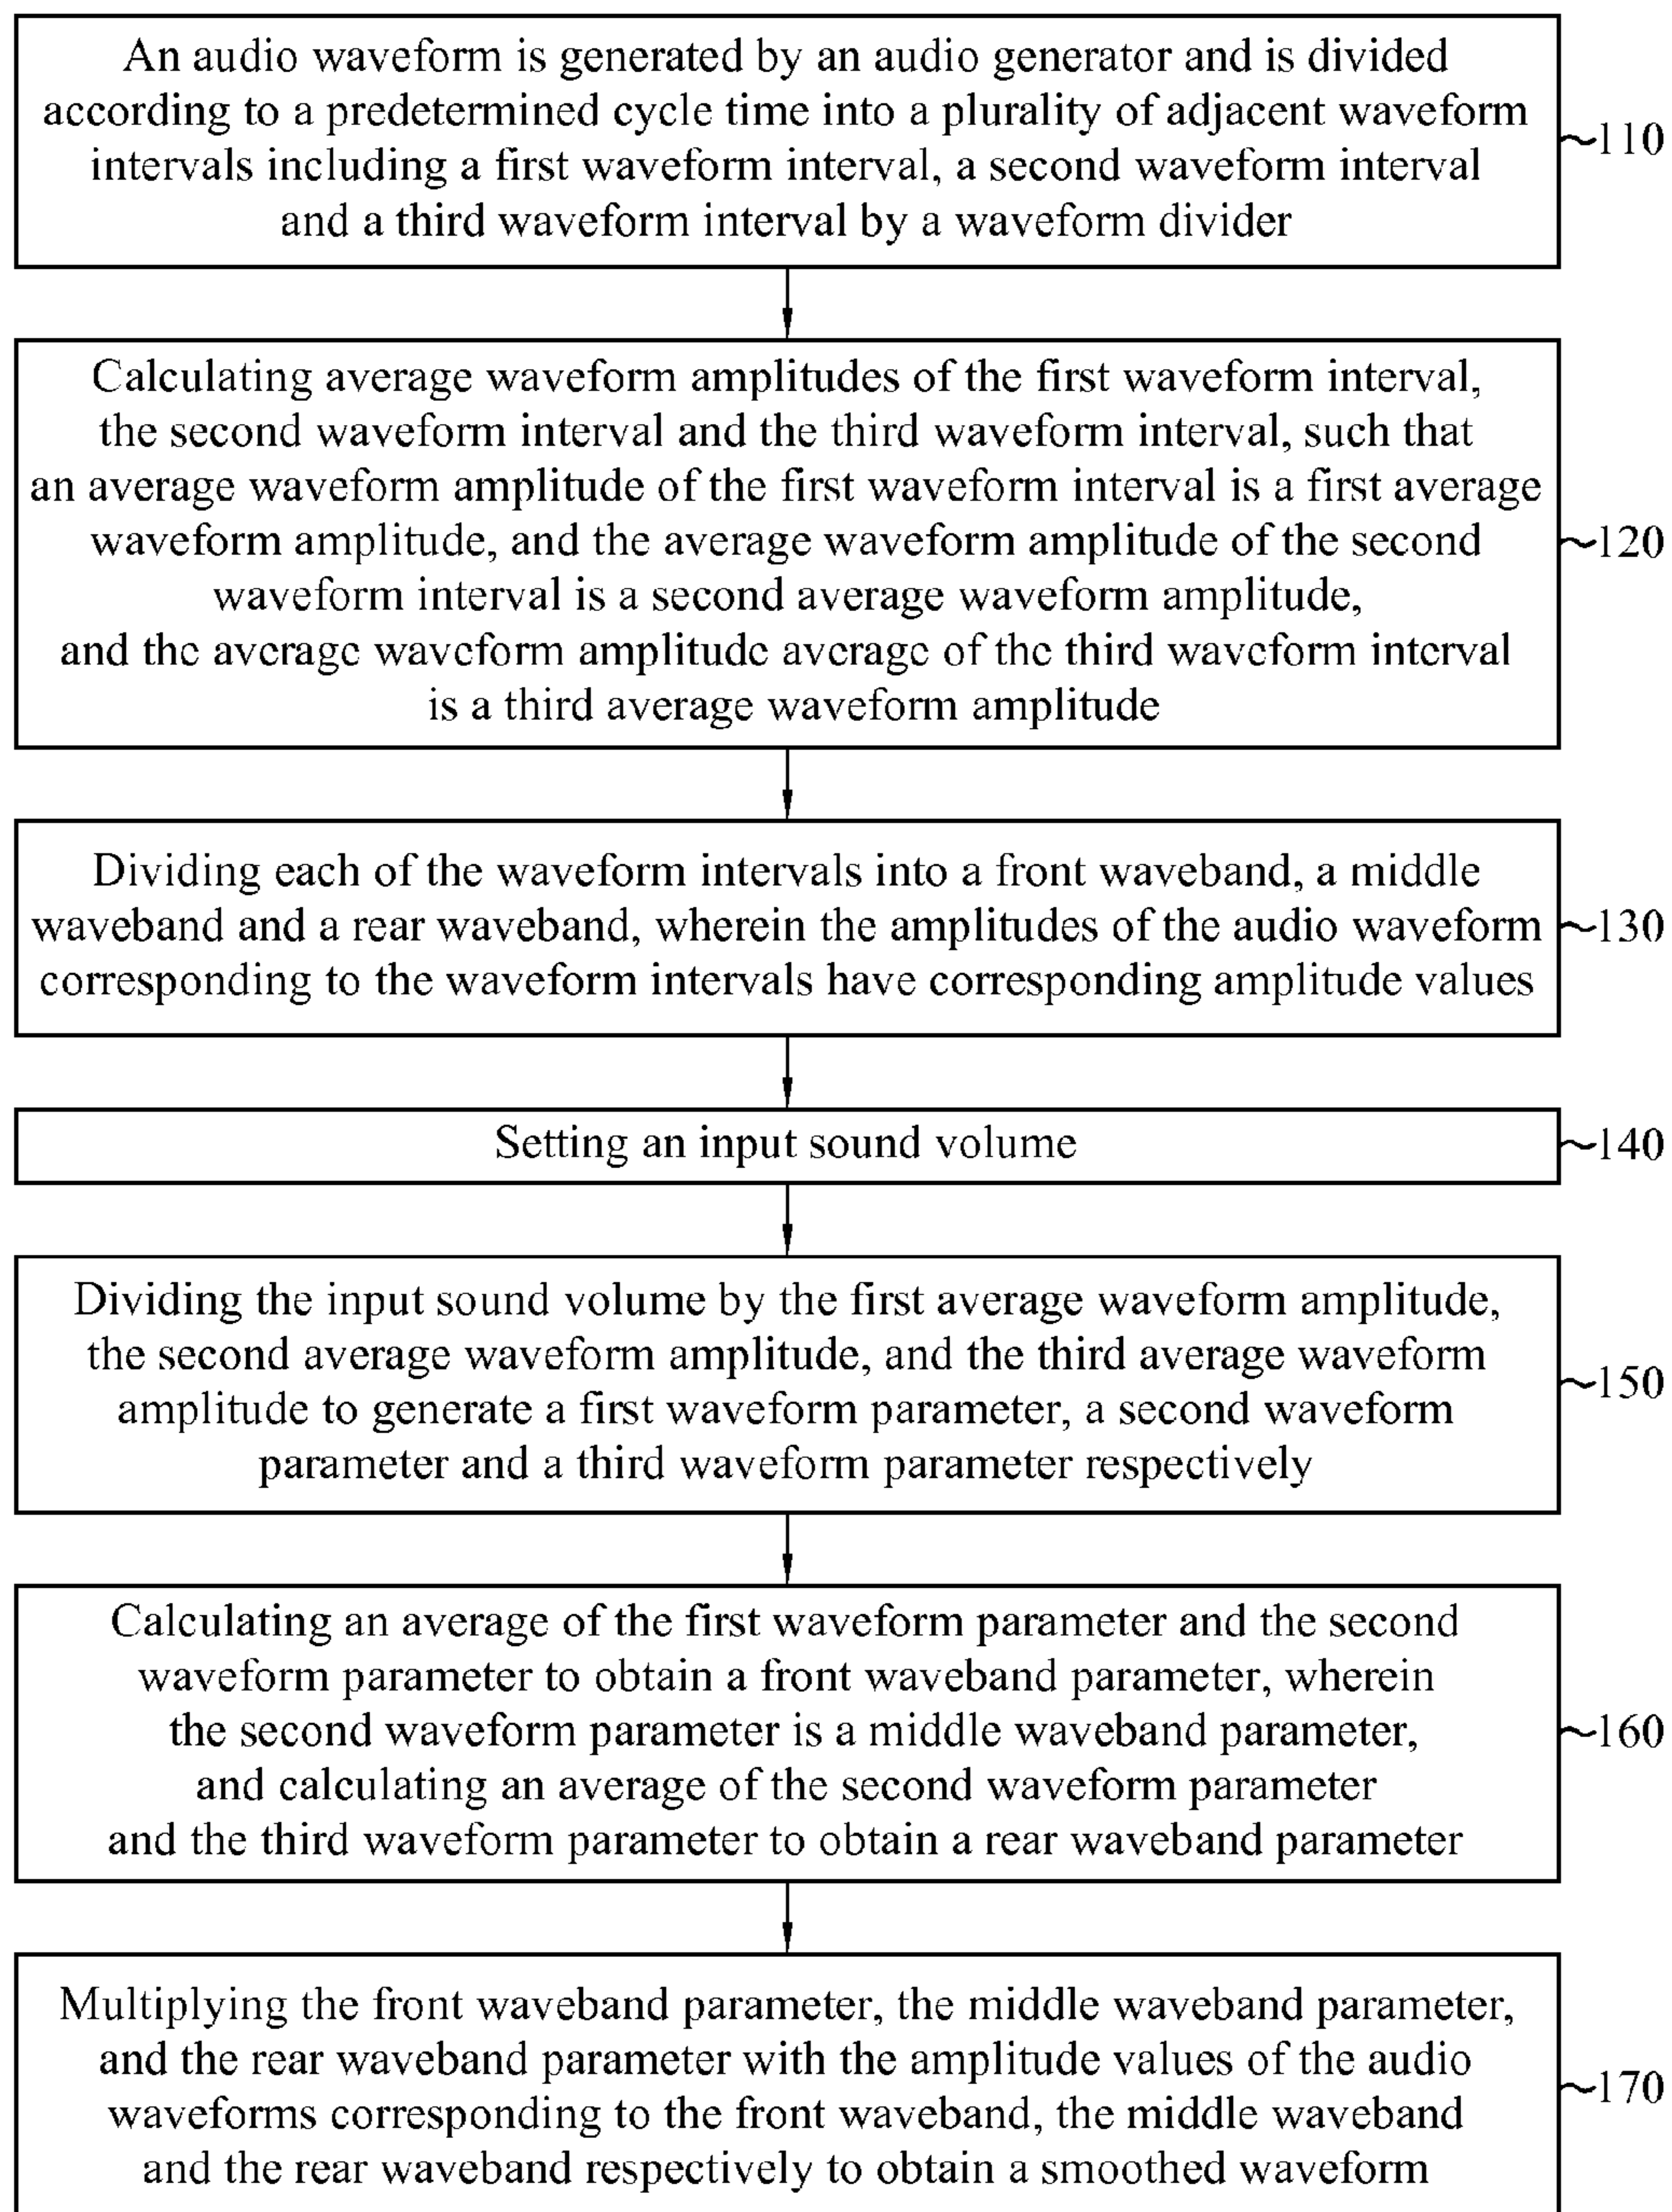 An audio waveform is generated by an audio generator and is divided
according to a predetermined cycle time into a plurality of adjacent waveform
intervals including a first waveform interval, a second waveform interval
and a third waveform interval by a waveform divider
110
Calculating average waveform amplitudes of the first waveform interval,
the second waveform interval and the third waveform interval, such that
an average waveform amplitude of the first waveform interval is a first average
waveform amplitude, and the average waveform amplitude of the second
waveform interval is a second average waveform amplitude,
and the average waveform amplitude average of the third waveform interval
is a third average waveform amplitude
120
Dividing each of the waveform intervals into a front waveband, a middle
waveband and a rear waveband, wherein the amplitudes of the audio waveform
corresponding to the waveform intervals have corresponding amplitude values
130
Setting an input sound volume
140
Dividing the input sound volume by the first average waveform amplitude,
the second average waveform amplitude, and the third average waveform
amplitude to generate a first waveform parameter, a second waveform
parameter and a third waveform parameter respectively
150
Calculating an average of the first waveform parameter and the second
waveform parameter to obtain a front waveband parameter, wherein
the second waveform parameter is a middle waveband parameter,
and calculating an average of the second waveform parameter
and the third waveform parameter to obtain a rear waveband parameter
160
Multiplying the front waveband parameter, the middle waveband parameter,
and the rear waveband parameter with the amplitude values of the audio
waveforms corresponding to the front waveband, the middle waveband
and the rear waveband respectively to obtain a smoothed waveform
170